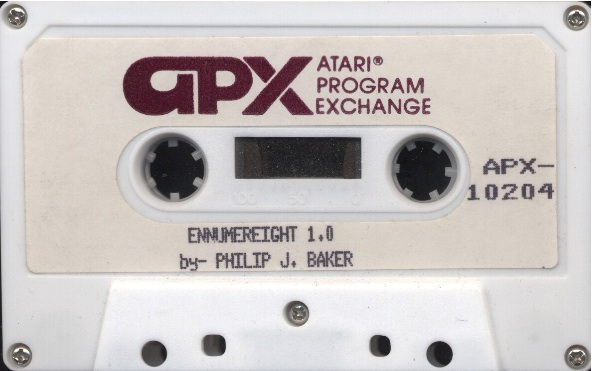 APX ATARI®
PROGRAM
EXCHANGE
APX-
10204
ENNUMEREIGHT 1.0
by- PHILIP J. BAKER